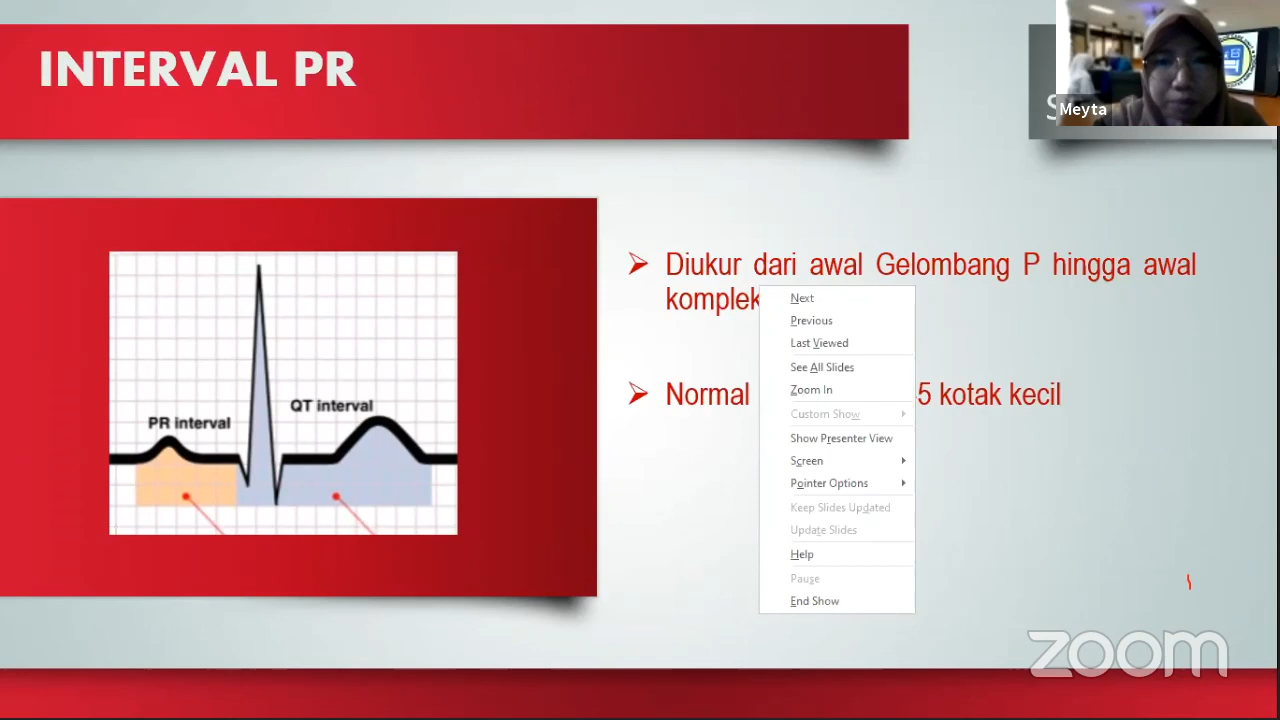 INTERVAL PR
S
Meyta
Diukur dari awal Gelombang P hingga awal
komplek
Normal 5 kotak kecil
PR interval
QT interval
Next
Previous
Last Viewed
See All Slides
Zoom In
Custom Show
Show Presenter View
Screen
Pointer Options
Keep Slides Updated
Update Slides
Help
Pause
End Show
zoom